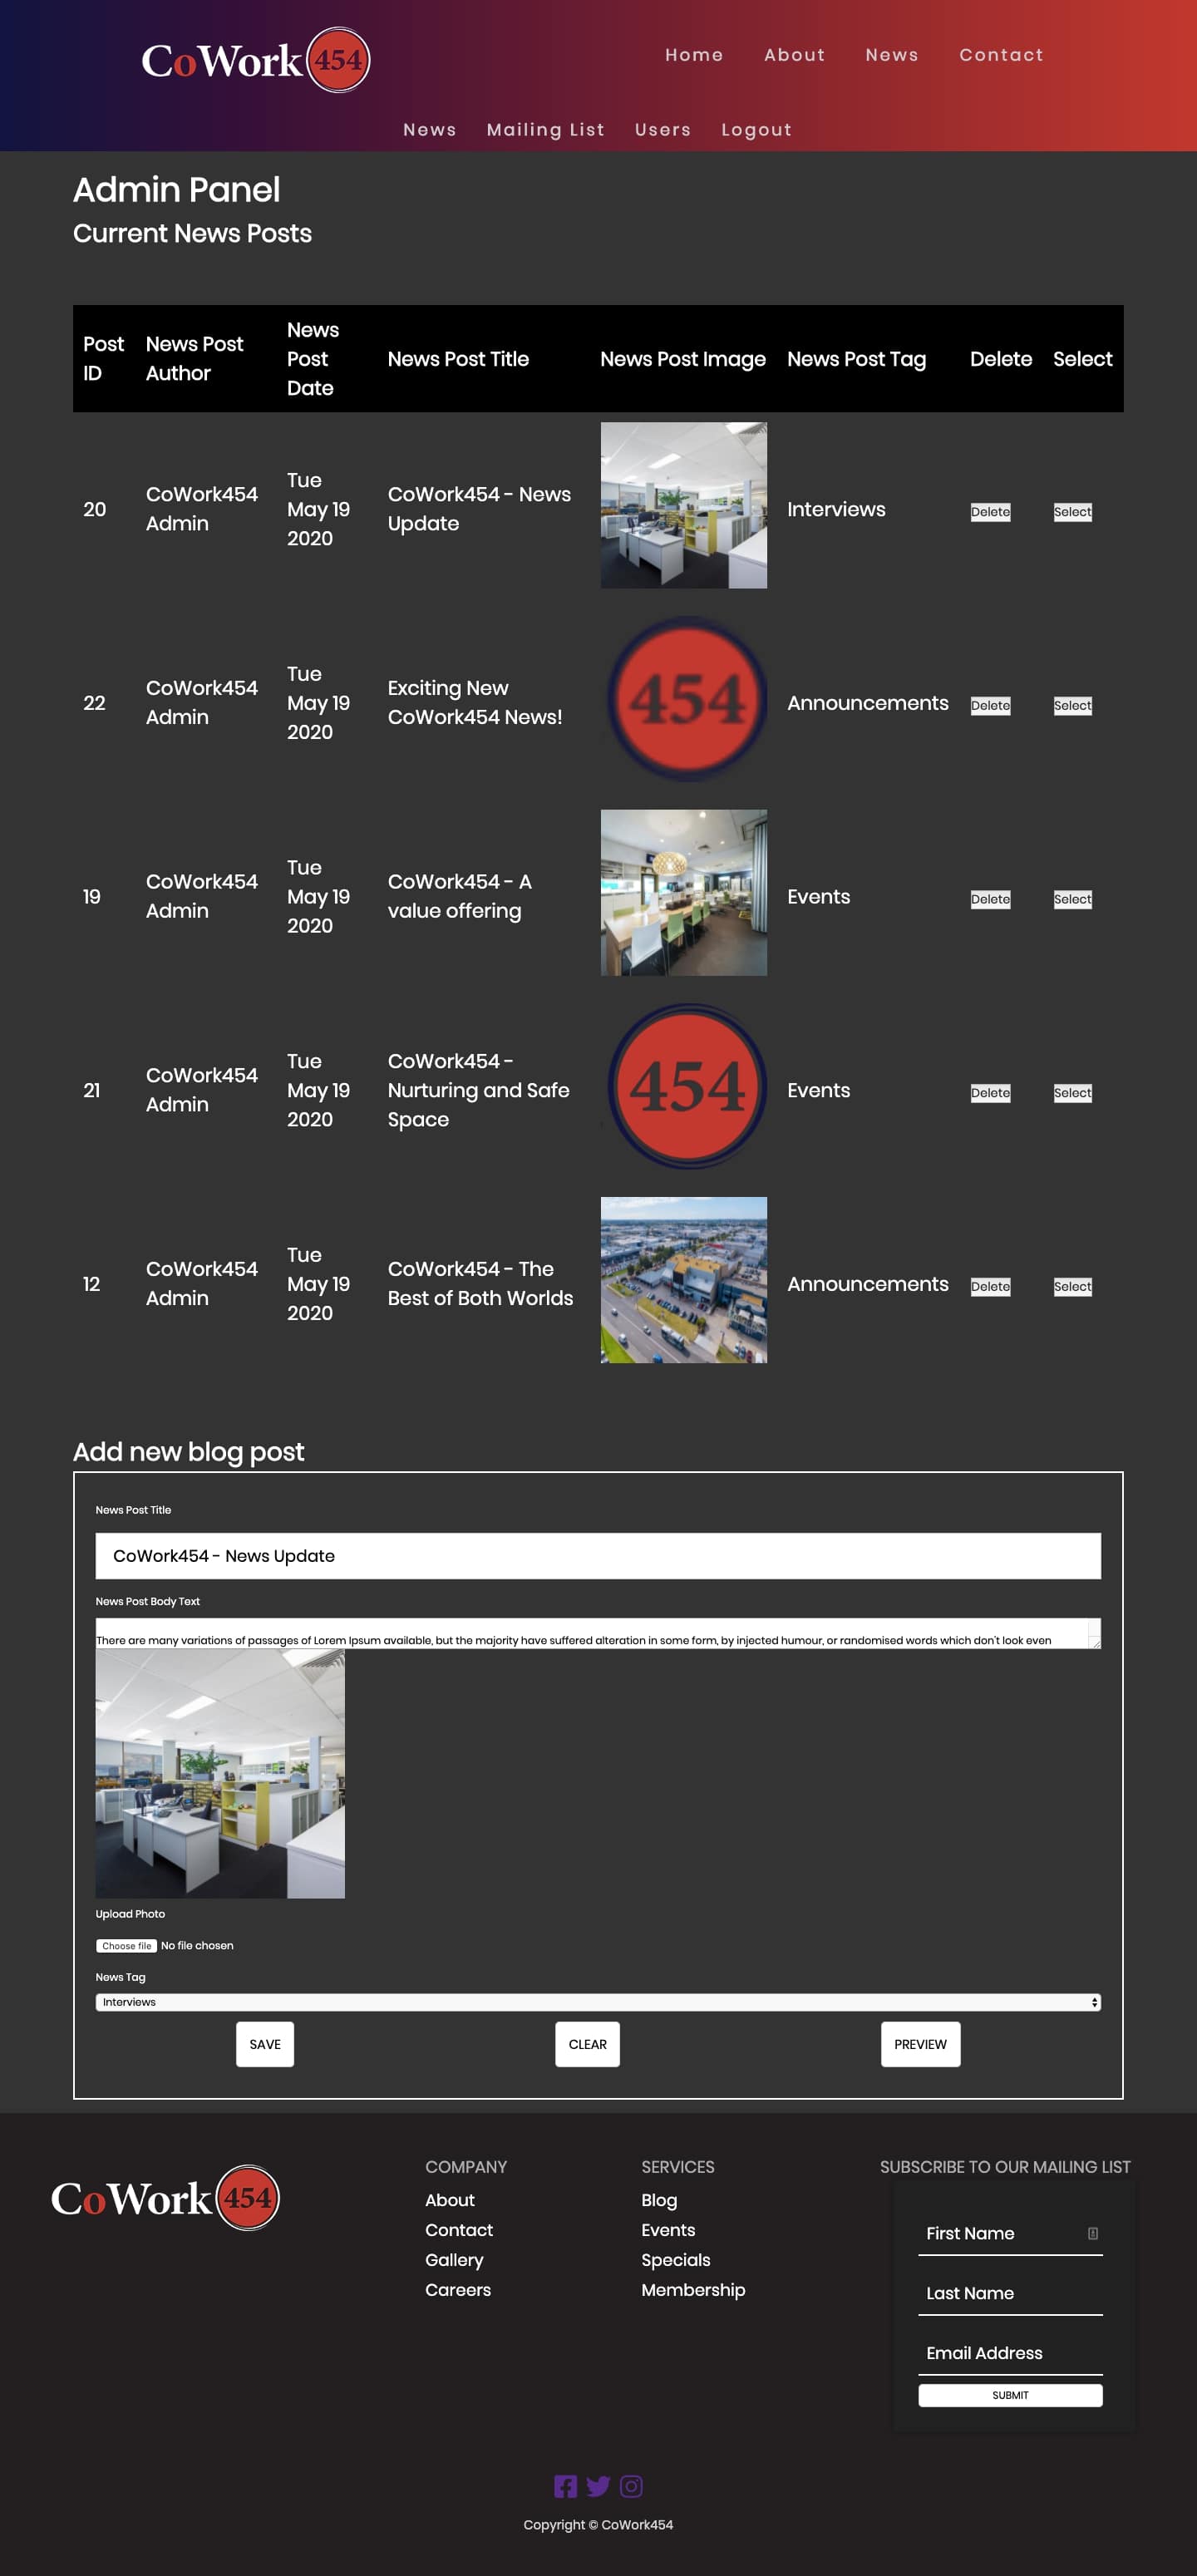 CoWork 454
Home About News Contact
News Mailing List Users Logout
Admin Panel
Current News Posts
Post ID
News Post Author
News Post Date
News Post Title
News Post Image
News Post Tag
Delete
Select
20
CoWork454
Admin
Tue
May 19
2020
CoWork454 - News
Update
Interviews
Delete
Select
22
CoWork454
Admin
Tue
May 19
2020
Exciting New
CoWork454 News!
454
Announcements
Delete
Select
19
CoWork454
Admin
Tue
May 19
2020
CoWork454 - A
value offering
Events
Delete
Select
21
CoWork454
Admin
Tue
May 19
2020
CoWork454 -
Nurturing and Safe
Space
454
Events
Delete
Select
12
CoWork454
Admin
Tue
May 19
2020
CoWork454 - The
Best of Both Worlds
Announcements
Delete
Select
Add new blog post
News Post Title
CoWork454 - News Update
News Post Body Text
There are many variations of passages of Lorem Ipsum available, but the majority have suffered alteration in some form, by injected humour, or randomised words which don't look even
Upload Photo
Choose file No file chosen
News Tag
Interviews
SAVE CLEAR PREVIEW
CoWork 454
COMPANY
About
Contact
Gallery
Careers
SERVICES
Blog
Events
Specials
Membership
SUBSCRIBE TO OUR MAILING LIST
First Name
Last Name
Email Address
SUBMIT
Copyright © CoWork454